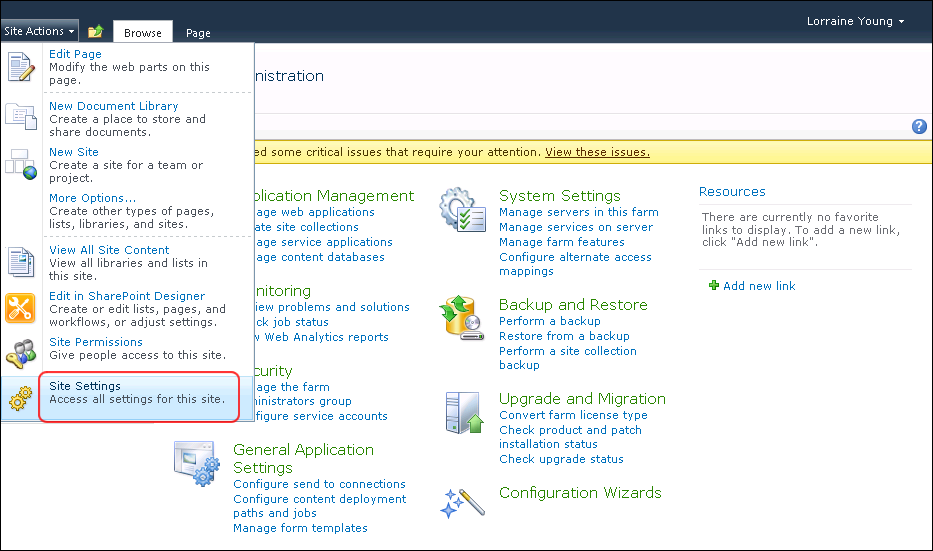 Site Actions
Browse
Page
Lorraine Young
Edit Page
Modify the web parts on this
page.
New Document Library
Create a place to store and
share documents.
New Site
Create a site for a team or
project.
More Options...
Create other types of pages,
lists, libraries, and sites.
View All Site Content
View all libraries and lists in
this site.
Edit in SharePoint Designer
Create or edit lists, pages, and
workflows, or adjust settings.
Site Permissions
Give people access to this site.
Site Settings
Access all settings for this site.
nistration
ed some critical issues that require your attention. View these issues.
plication Management
age web applications
ate site collections
age service applications
age content databases
nitoring
iew problems and solutions
ck job status
w Web Analytics reports
curity
age the farm
ministrators group
figure service accounts
General Application
Settings
Configure send to connections
Configure content deployment
paths and jobs
Manage form templates
System Settings
Manage servers in this farm
Manage services on server
Manage farm features
Configure alternate access
mappings
Backup and Restore
Perform a backup
Restore from a backup
Perform a site collection
backup
Upgrade and Migration
Convert farm license type
Check product and patch
installation status
Check upgrade status
Configuration Wizards
Resources
There are currently no favorite
links to display. To add a new link,
click "Add new link".
Add new link